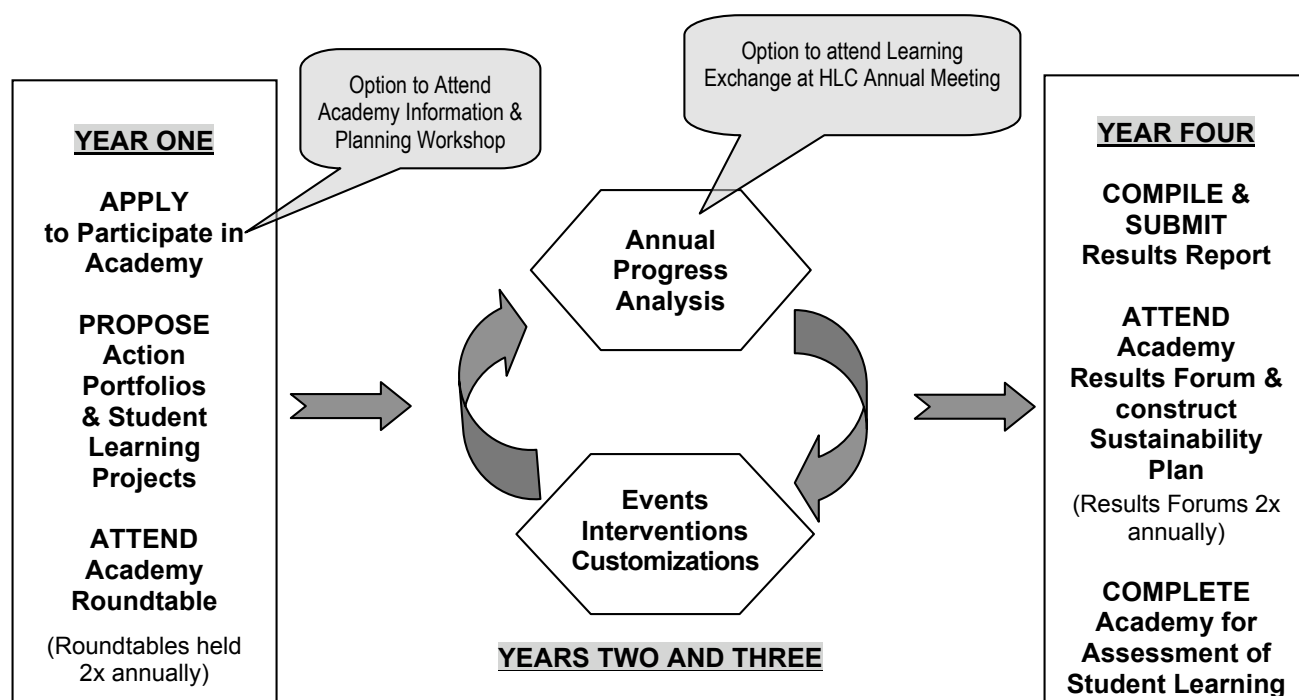 Option to Attend
Academy Information &
Planning Workshop
Option to attend Learning
Exchange at HLC Annual Meeting
YEAR ONE
APPLY
to Participate in
Academy
PROPOSE
Action
Portfolios
& Student
Learning
Projects
ATTEND
Academy
Roundtable
(Roundtables held
2x annually)
Annual
Progress
Analysis
Events
Interventions
Customizations
YEARS TWO AND THREE
YEAR FOUR
COMPILE &
SUBMIT
Results Report
ATTEND
Academy
Results Forum &
construct
Sustainability
Plan
(Results Forums 2x
annually)
COMPLETE
Academy for
Assessment of
Student Learning